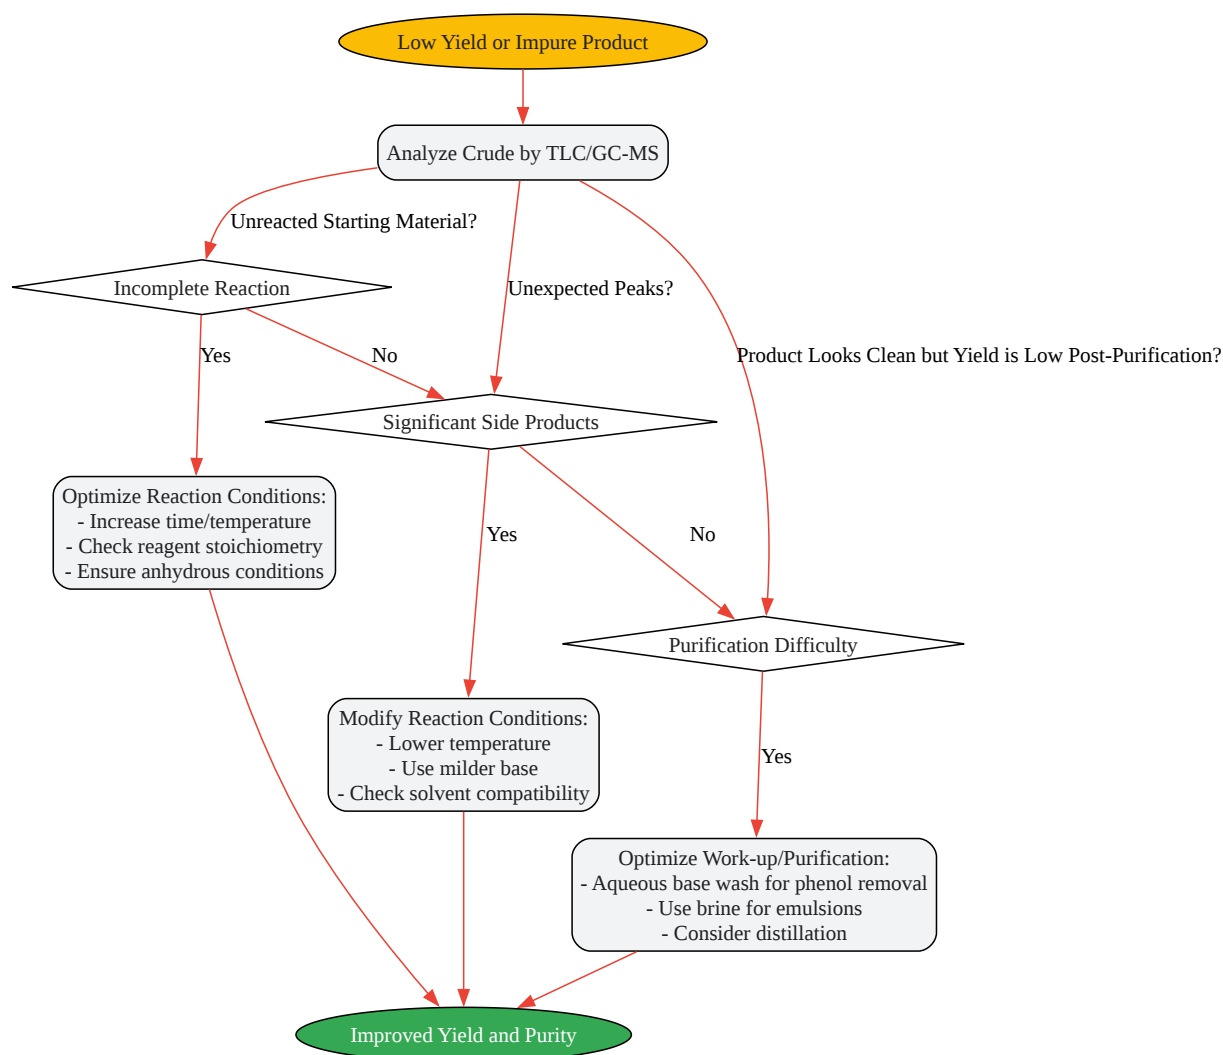 Low Yield or Impure Product
Analyze Crude by TLC/GC-MS
Unreacted Starting Material?
Incomplete Reaction
Unexpected Peaks?
Yes
No
Product Looks Clean but Yield is Low Post-Purification?
Significant Side Products
Optimize Reaction Conditions:
- Increase time/temperature
- Check reagent stoichiometry
- Ensure anhydrous conditions
Yes
No
Purification Difficulty
Modify Reaction Conditions:
- Lower temperature
- Use milder base
- Check solvent compatibility
Yes
Optimize Work-up/Purification:
- Aqueous base wash for phenol removal
- Use brine for emulsions
- Consider distillation
Improved Yield and Purity